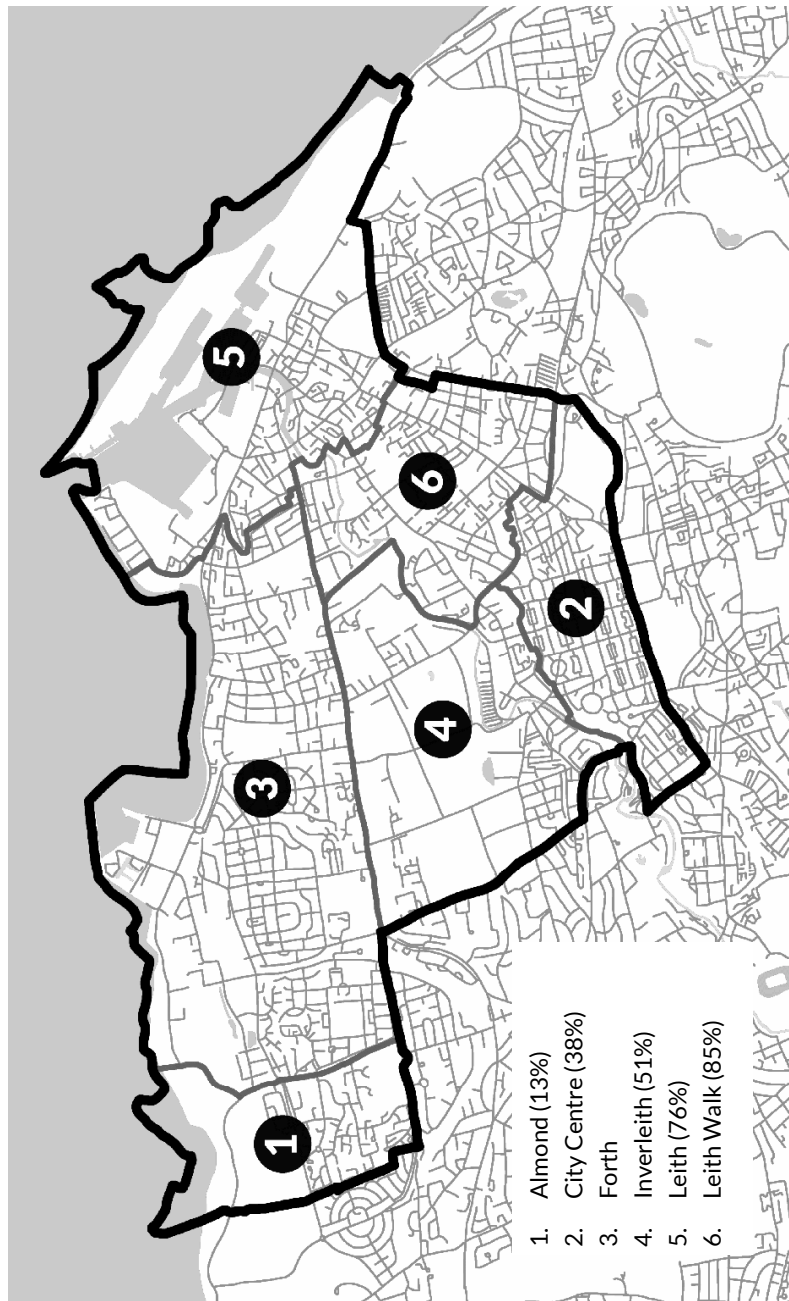 5
6
3
4
2
1
1. Almond (13%)
2. City Centre (38%)
3. Forth
4. Inverleith (51%)
5. Leith (76%)
6. Leith Walk (85%)